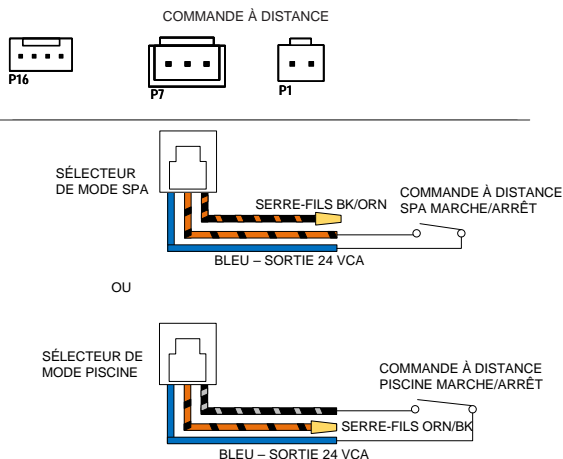 COMMANDE À DISTANCE
P16
P7
P1
SÉLECTEUR
DE MODE SPA
SERRE-FILS BK/ORN
COMMANDE À DISTANCE
SPA MARCHE/ARRÊT
BLEU – SORTIE 24 VCA
OU
SÉLECTEUR DE
MODE PISCINE
COMMANDE À DISTANCE
PISCINE MARCHE/ARRÊT
SERRE-FILS ORN/BK
BLEU – SORTIE 24 VCA